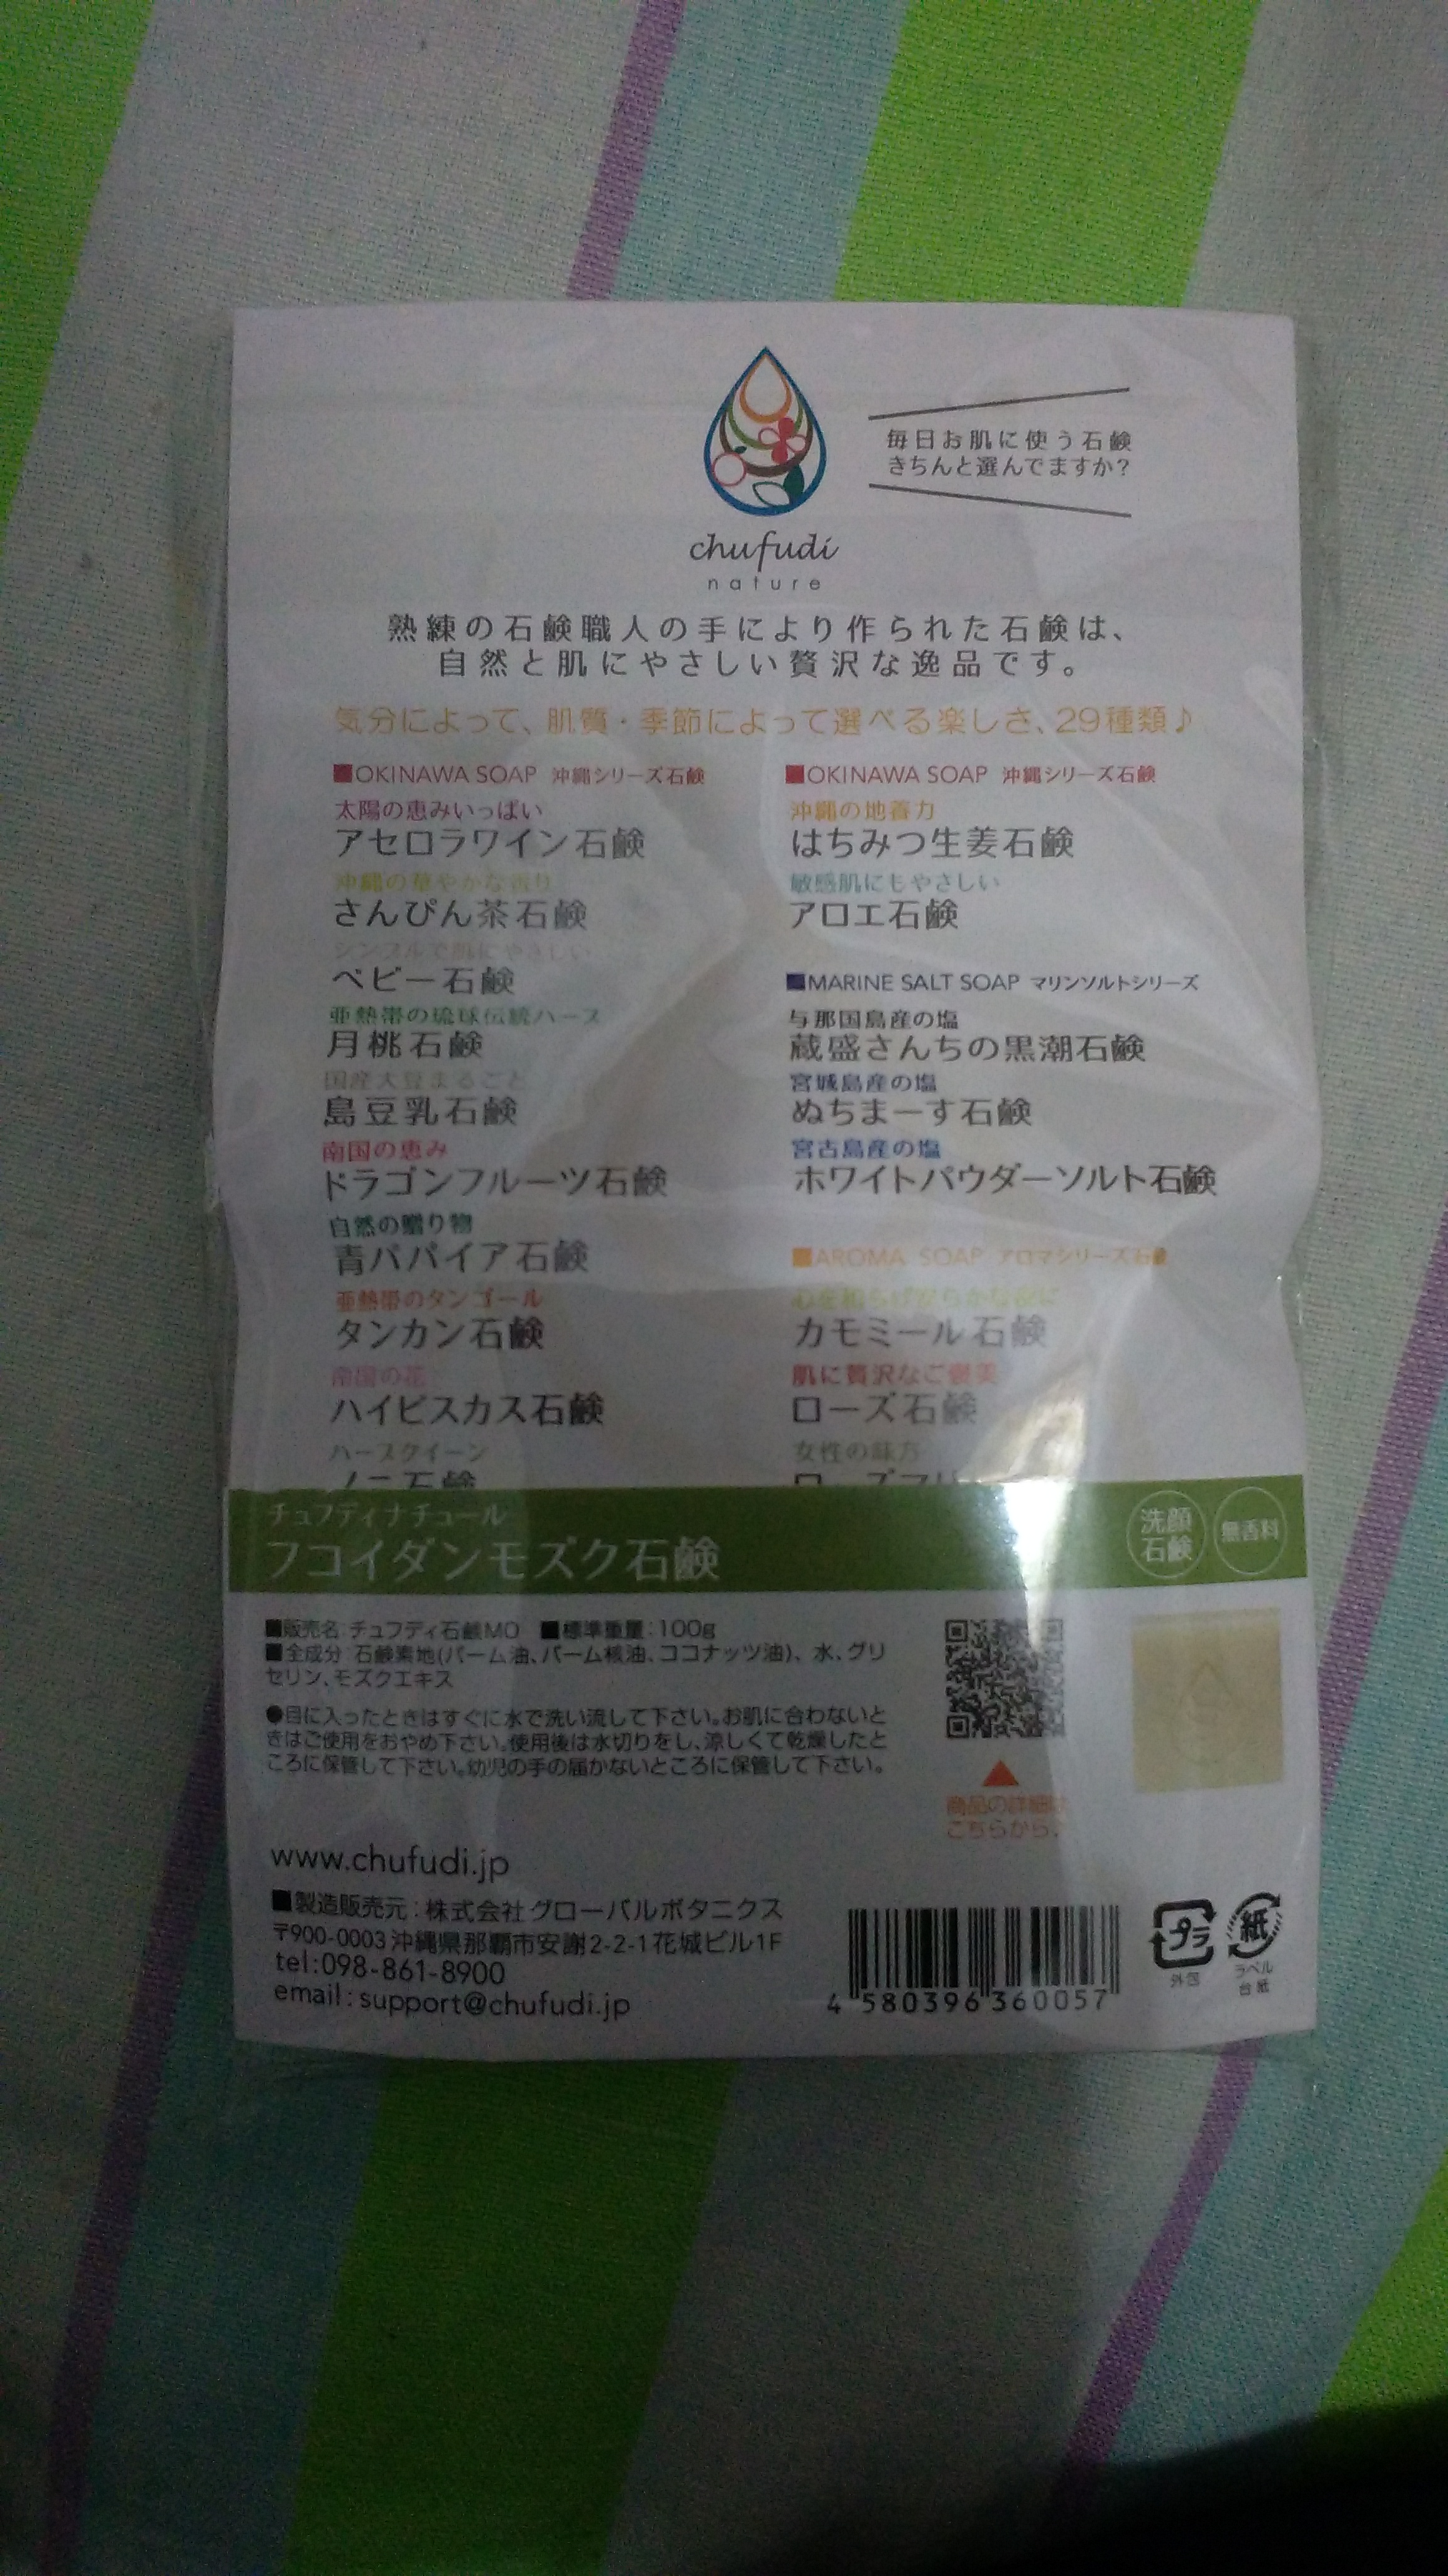 毎日お肌に使う石鹸
きちんと選んでますか?
chufudi
nature
熟練の石鹸職人の手により作られた石鹸は、
自然と肌にやさしい贅沢な逸品です。
気分によって、肌質・季節によって選べる楽しさ、29種類♪
■OKINAWA SOAP 沖縄シリーズ石鹸
太陽の恵みいっぱい
アセロラワイン石鹸
沖縄の華やかな香り
さんぴん茶石鹸
シンプルで肌にやさしい
ベビー石鹸
亜熱帯の琉球伝統ハーブ
月桃石鹸
国産大豆まるごと
島豆乳石鹸
南国の恵み
ドラゴンフルーツ石鹸
自然の贈り物
青パパイア石鹸
亜熱帯のタンゴール
タンカン石鹸
南国の花
ハイビスカス石鹸
ハーブクイーン
ノニ石鹸
■OKINAWA SOAP 沖縄シリーズ石鹸
沖縄の地着力
はちみつ生姜石鹸
敏感肌にもやさしい
アロエ石鹸
■MARINE SALT SOAP マリンソルトシリーズ
与那国島産の塩
蔵盛さんちの黒潮石鹸
宮城島産の塩
ぬちまーす石鹸
宮古島産の塩
ホワイトパウダーソルト石鹸
■AROMA SOAP アロマシリーズ石鹸
カモミール石鹸
肌に贅沢なご褒美
ローズ石鹸
女性の味方
ローズマリー
チュフディナチュール
フコイダンモズク石鹸
洗顔
石鹸
無香料
■販売名:チュフディ石鹸MO ■標準重量:100g
■全成分 石鹸素地(パーム油、パーム核油、ココナッツ油)、水、グリ
セリン、モズクエキス
●目に入ったときはすぐに水で洗い流して下さい。お肌に合わないと
きはご使用をおやめ下さい。使用後は水切りをし、涼しくて乾燥したと
ころに保管して下さい。幼児の手の届かないところに保管して下さい。
商品の詳細は
こちらから。
www.chufudi.jp
■製造販売元:株式会社グローバルボタニクス
〒900-0003 沖縄県那覇市安謝2-2-1花城ビル1F
tel:098-861-8900
email:support@chufudi.jp
4 580396 360057
プラ
外包
紙
ラベル
台紙